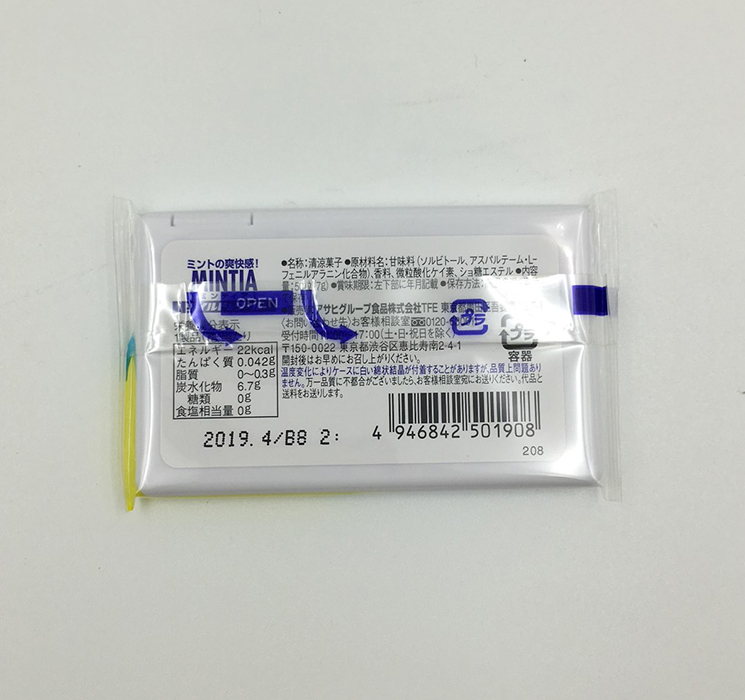 ミントの爽快感!
MINTIA
OPEN
●名称:清涼菓子●原材料名:甘味料(ソルビトール、アスパルテーム・L-
フェニルアラニン化合物)、香料、微粒酸化ケイ素、ショ糖エステル●内容
●賞味期限:左下部に年月記載●保存方法:
アサヒグループ食品株式会社TFE 東京都
お客様相談室 0120-
受付時間 17:00(土・日・祝日を除く
〒150-0022 東京都渋谷区恵比寿南2-4-1
開封後はお早めにお召し上がりください。
温度変化によりケースに白い綿状結晶が付着することがありますが、品質上問題あり
ません。万一品質に不都合がございましたら、お客様相談室宛にお送りください。代品と
送料をお送りします。
エネルギー 22kcal
たんぱく質 0.042g
脂質 0〜0.3g
炭水化物 6.7g
糖類 0g
食塩相当量 0g
プラ
容器
2019.4/B8 2:
4 946842 501908
208